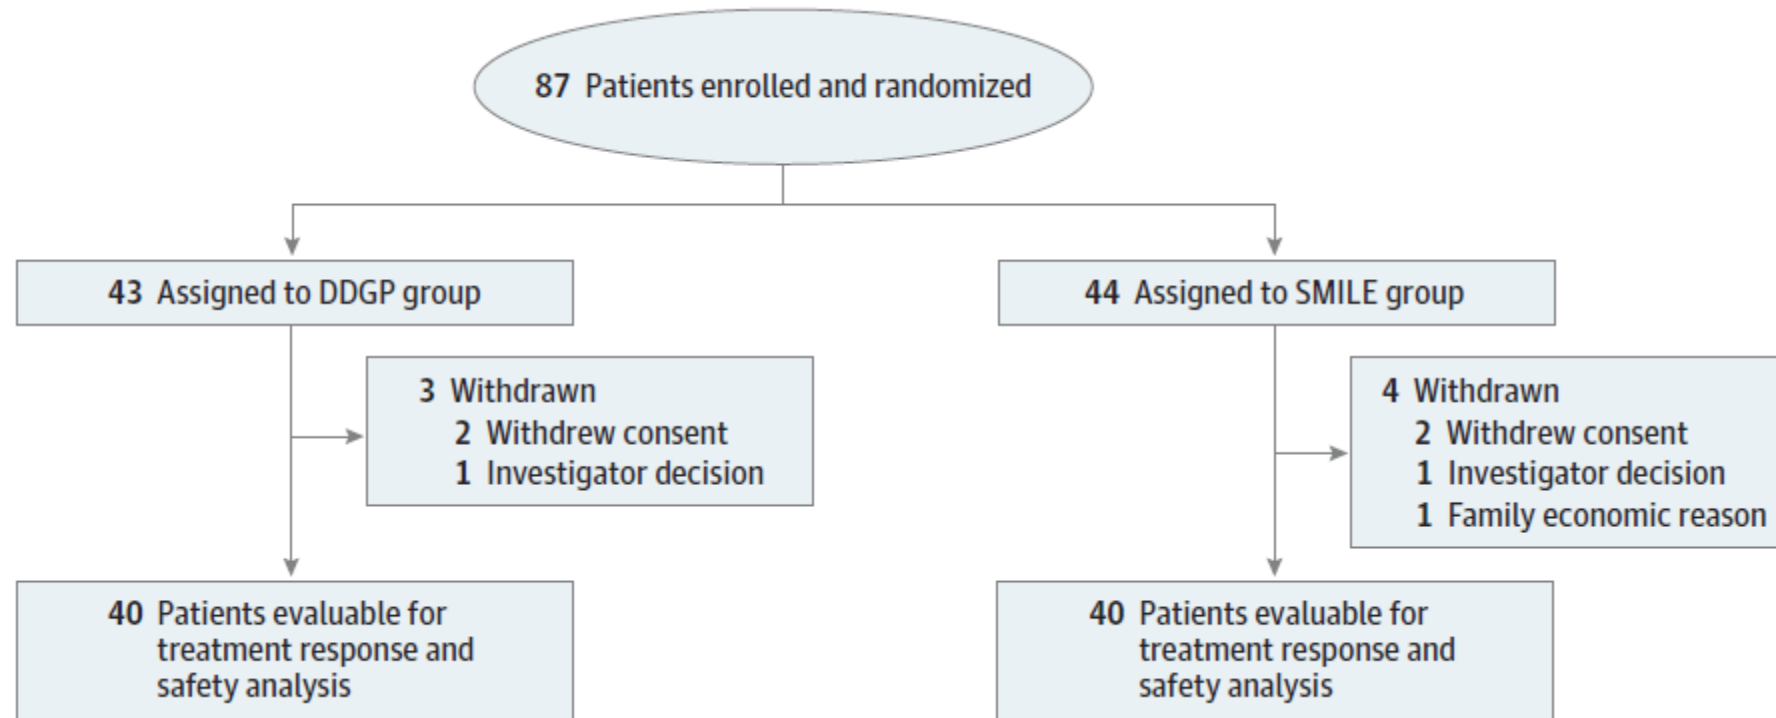 87 Patients enrolled and randomized
43 Assigned to DDGP group
44 Assigned to SMILE group
3 Withdrawn
2 Withdrew consent
1 Investigator decision
4 Withdrawn
2 Withdrew consent
1 Investigator decision
1 Family economic reason
40 Patients evaluable for
treatment response and
safety analysis
40 Patients evaluable for
treatment response and
safety analysis